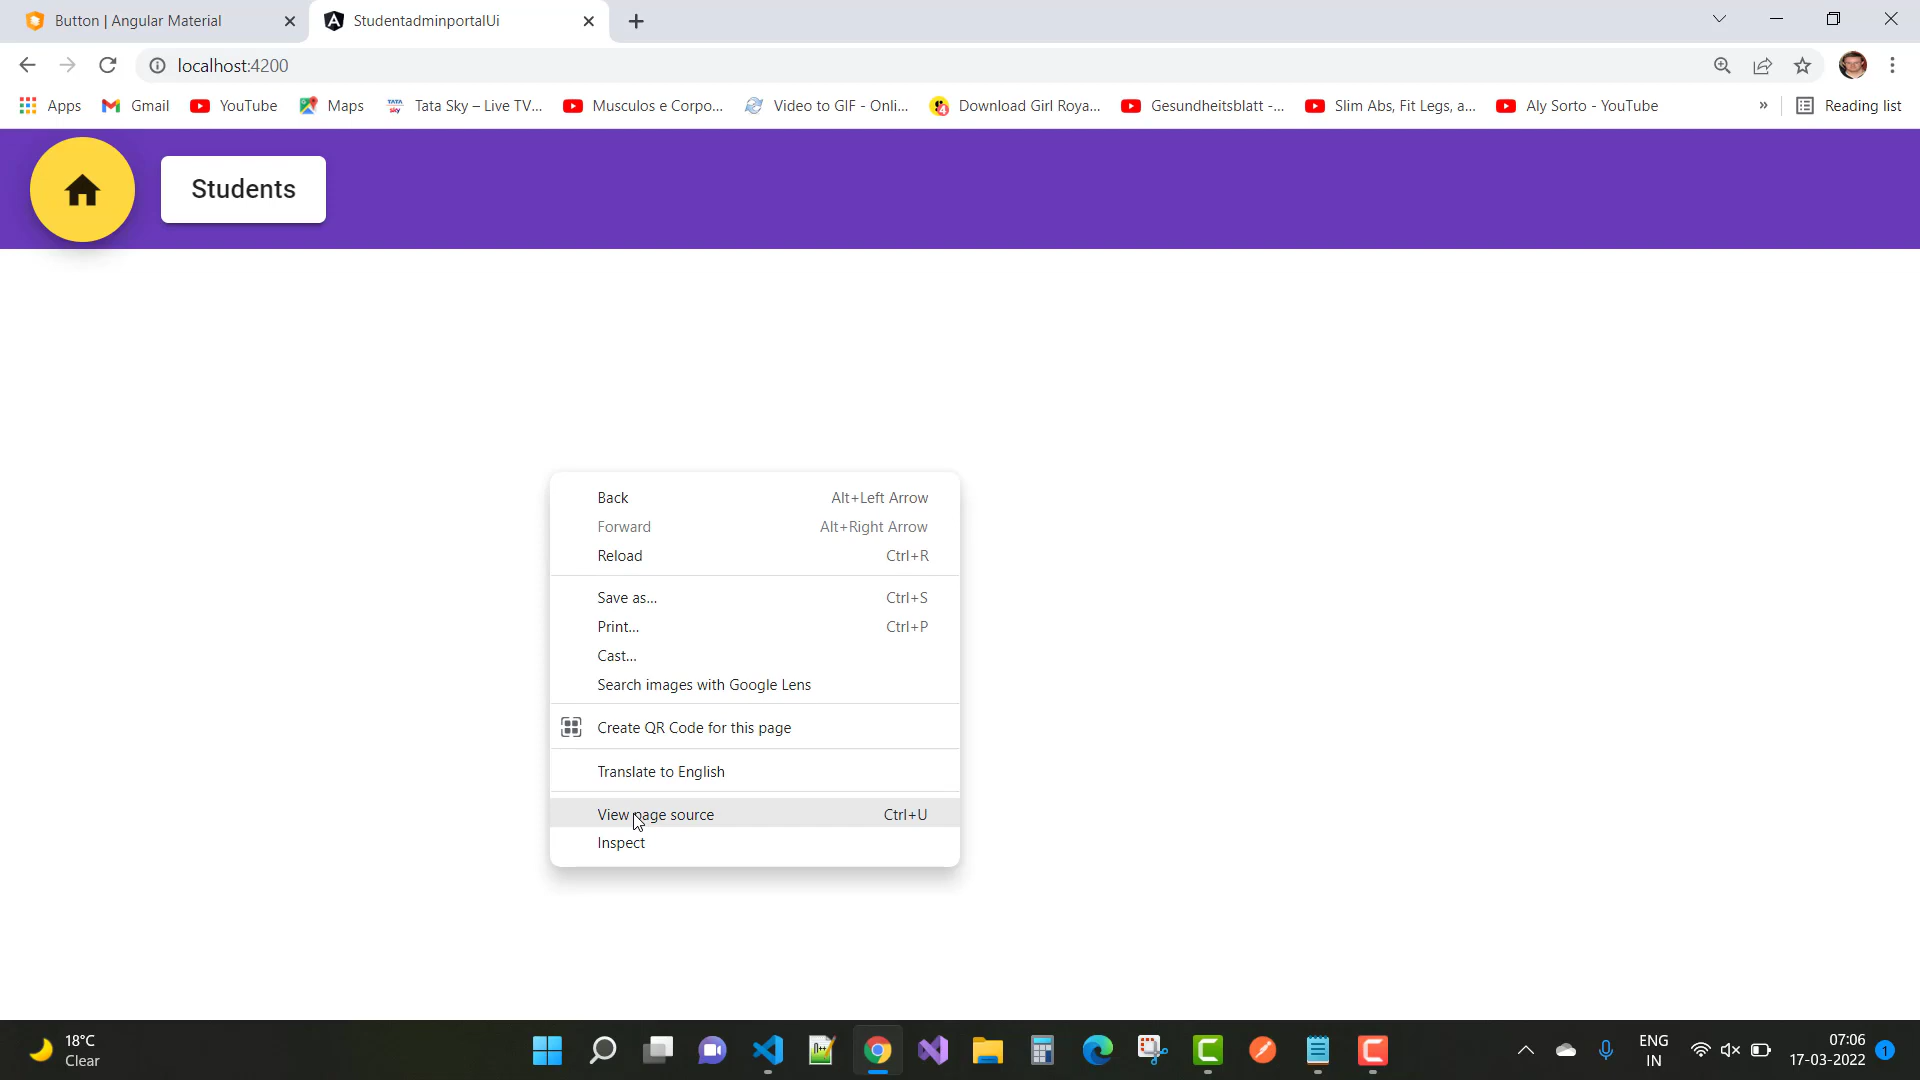 Button | Angular Material
StudentadminportalUi
localhost:4200
Apps
Gmail
YouTube
Maps
Tata Sky – Live TV...
Musculos e Corpo...
Video to GIF - Onli...
Download Girl Roya...
Gesundheitsblatt -...
Slim Abs, Fit Legs, a...
Aly Sorto - YouTube
»
Reading list
Students
Back Alt+Left Arrow
Forward Alt+Right Arrow
Reload Ctrl+R
Save as... Ctrl+S
Print... Ctrl+P
Cast...
Search images with Google Lens
Create QR Code for this page
Translate to English
View page source Ctrl+U
Inspect
18°C
Clear
ENG
IN
07:06
17-03-2022
1